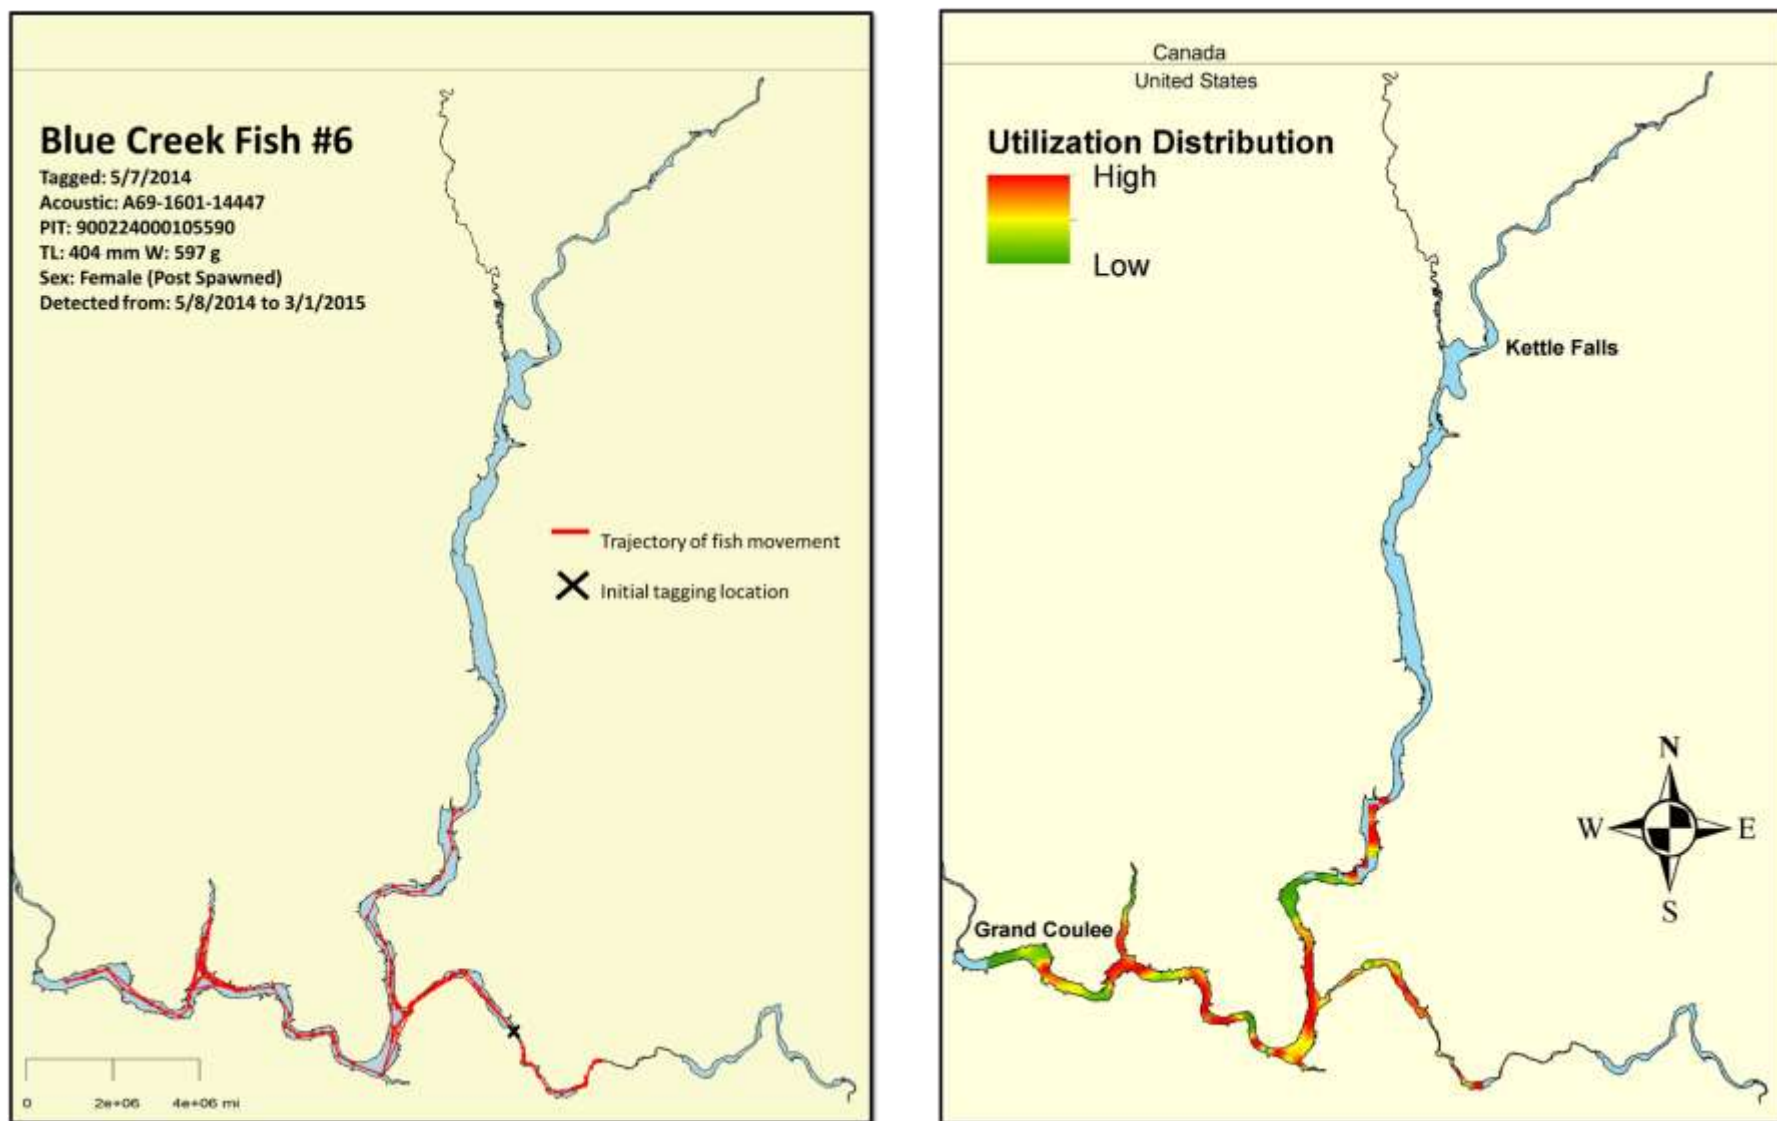 Blue Creek Fish #6
Tagged: 5/7/2014
Acoustic: A69-1601-14447
PIT: 900224000105590
TL: 404 mm W: 597 g
Sex: Female (Post Spawned)
Detected from: 5/8/2014 to 3/1/2015
Trajectory of fish movement
Initial tagging location
0 2e+06 4e+06 mi
Canada
United States
Utilization Distribution
High
Low
Kettle Falls
Grand Coulee
N
W E
S